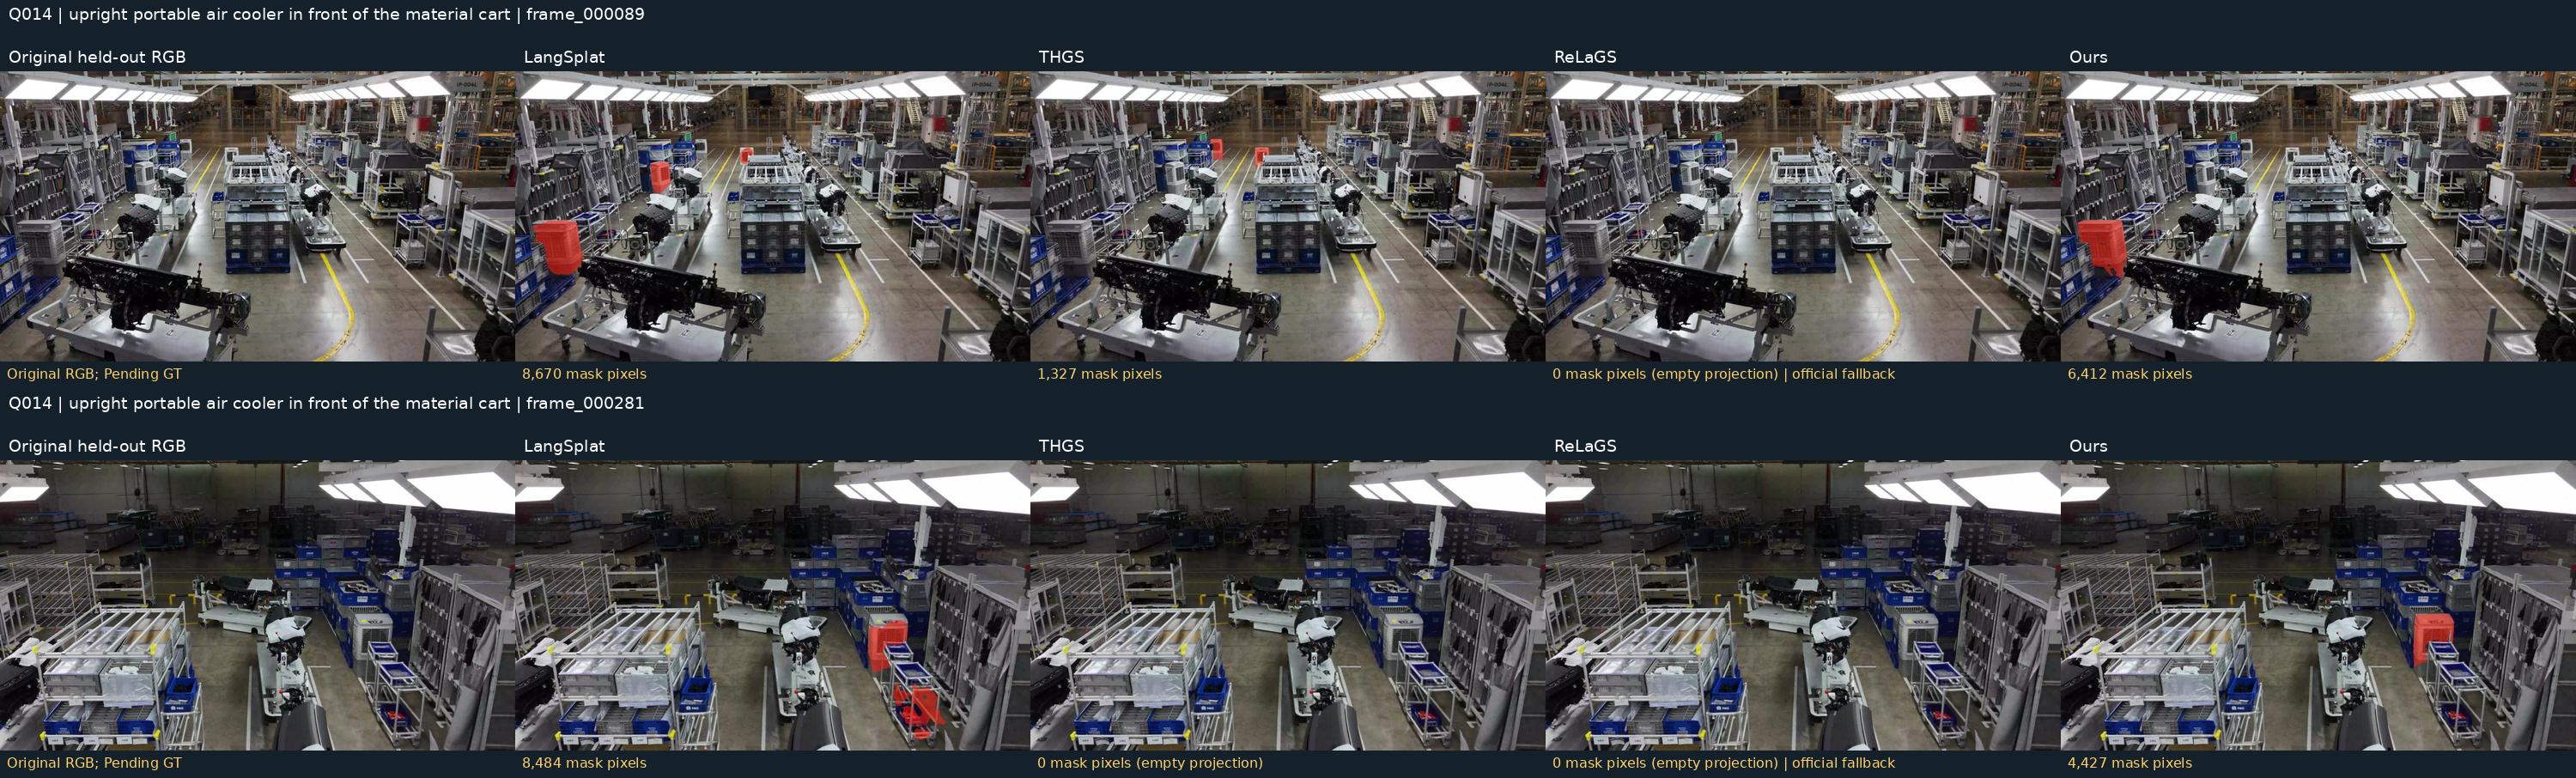 Q014 | upright portable air cooler in front of the material cart | frame_000089
Original held-out RGB
LangSplat
THGS
ReLaGS
Ours
Original RGB; Pending GT
8,670 mask pixels
1,327 mask pixels
0 mask pixels (empty projection) | official fallback
6,412 mask pixels
Q014 | upright portable air cooler in front of the material cart | frame_000281
Original held-out RGB
LangSplat
THGS
ReLaGS
Ours
Original RGB; Pending GT
8,484 mask pixels
0 mask pixels (empty projection)
0 mask pixels (empty projection) | official fallback
4,427 mask pixels